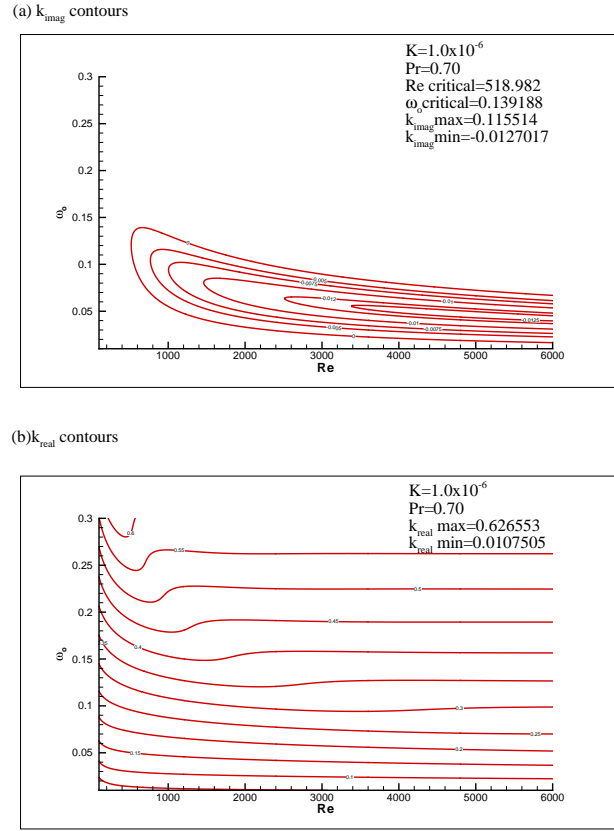 (a) k_imag contours
K=1.0x10^-6
Pr=0.70
Re critical=518.982
ω_o critical=0.139188
k_imag max=0.115514
k_imag min=-0.0127017
0.3
0.25
0.2
0.15
0.1
0.05
ω_o
0
-0.005
-0.0075
-0.01
-0.012
-0.0125
-0.01
-0.0075
-0.005
0
1000 2000 3000 4000 5000 6000
Re
(b)k_real contours
K=1.0x10^-6
Pr=0.70
k_real max=0.626553
k_real min=0.0107505
0.3
0.25
0.2
0.15
0.1
0.05
ω_o
0.6
0.55
0.5
0.45
0.4
0.3
0.25
0.2
0.15
0.1
1000 2000 3000 4000 5000 6000
Re